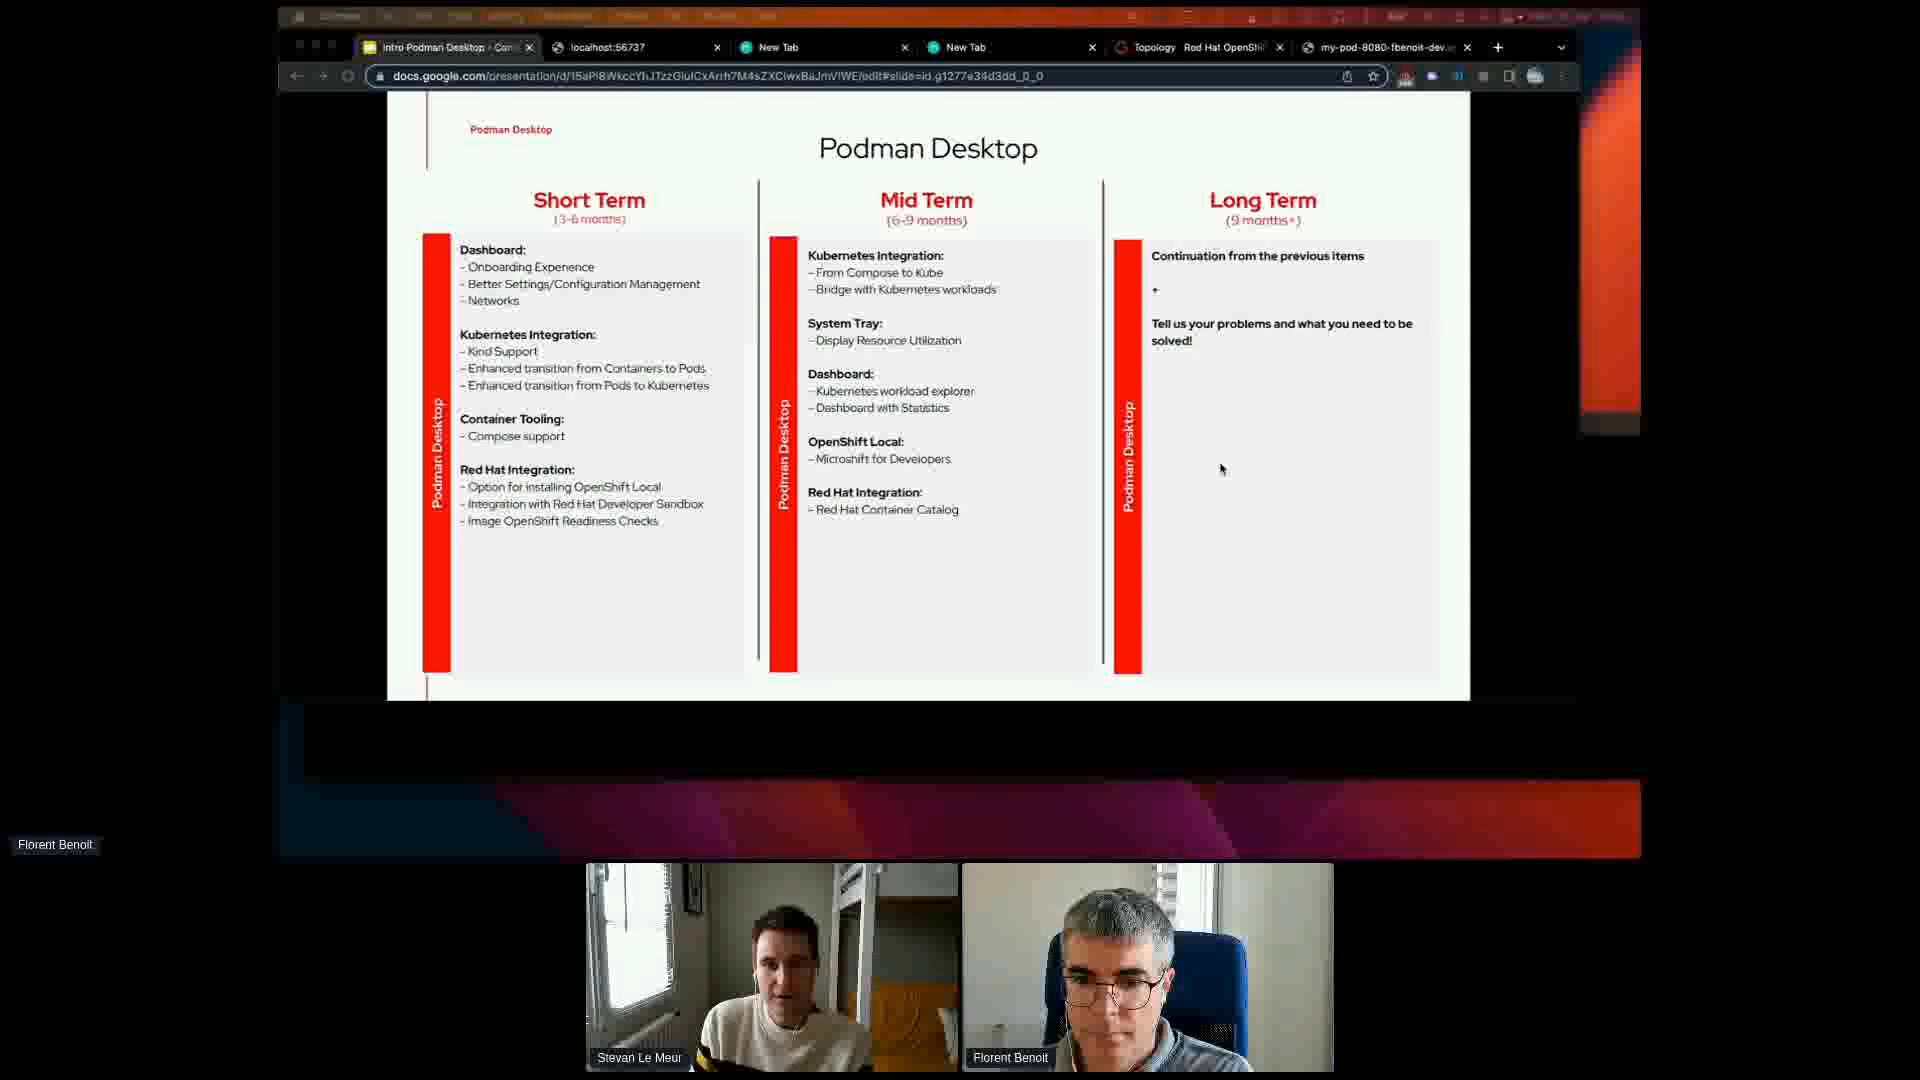 Intro Podman Desktop - Con
localhost:56737
New Tab
New Tab
Topology Red Hat OpenShi
my-pod-8080-fbenoit-dev.
Podman Desktop
Podman Desktop
Short Term
(3-6 months)
Podman Desktop
Dashboard:
- Onboarding Experience
- Better Settings/Configuration Management
- Networks
Kubernetes Integration:
- Kind Support
- Enhanced transition from Containers to Pods
- Enhanced transition from Pods to Kubernetes
Container Tooling:
- Compose support
Red Hat Integration:
- Option for installing OpenShift Local
- Integration with Red Hat Developer Sandbox
- Image OpenShift Readiness Checks
Mid Term
(6-9 months)
Podman Desktop
Kubernetes Integration:
- From Compose to Kube
- Bridge with Kubernetes workloads
System Tray:
- Display Resource Utilization
Dashboard:
- Kubernetes workload explorer
- Dashboard with Statistics
OpenShift Local:
- Microshift for Developers
Red Hat Integration:
- Red Hat Container Catalog
Long Term
(9 months+)
Podman Desktop
Continuation from the previous items
+
Tell us your problems and what you need to be
solved!
Florent Benoit
Stevan Le Meur
Florent Benoit